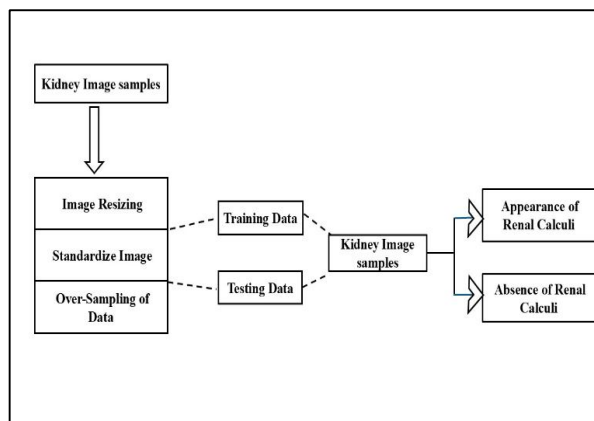 Kidney Image samples
Image Resizing
Standardize Image
Over-Sampling of
Data
Training Data
Testing Data
Kidney Image
samples
Appearance of
Renal Calculi
Absence of Renal
Calculi